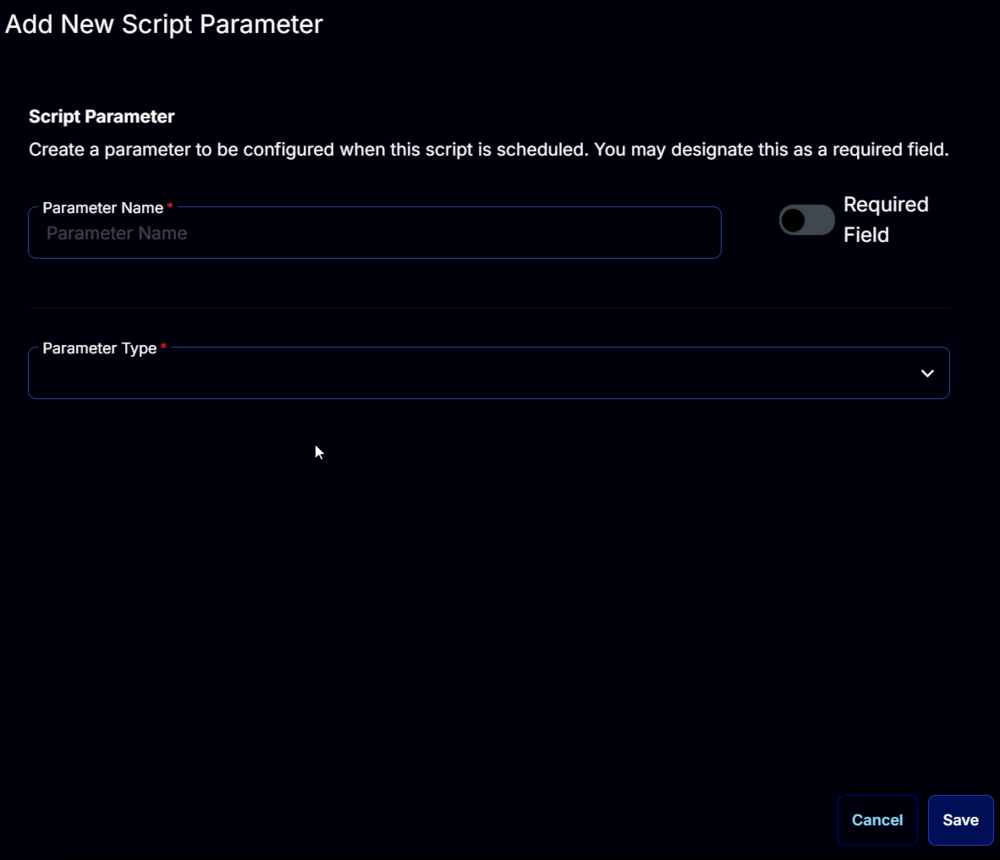 Add New Script Parameter
Script Parameter
Create a parameter to be configured when this script is scheduled. You may designate this as a required field.
Parameter Name *
Parameter Name
Required
Field
Parameter Type *
Cancel
Save